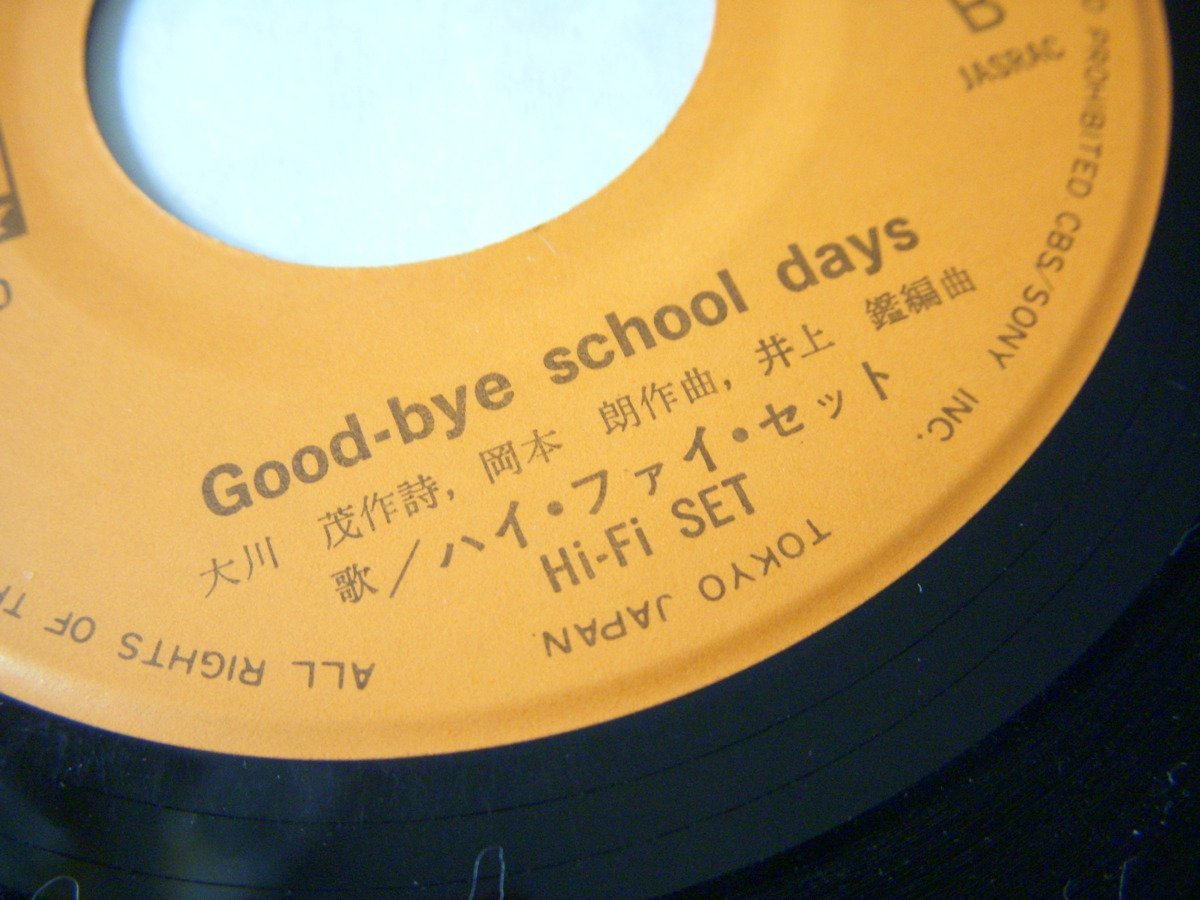 JASRAC
Good-bye school days
大川 茂作詩, 岡本 朗作曲, 井上 鑑編曲
歌／ハイ・ファイ・セット
Hi-Fi SET
ALL RIGHTS OF
PROHIBITED CBS/SONY INC.
TOKYO JAPAN.